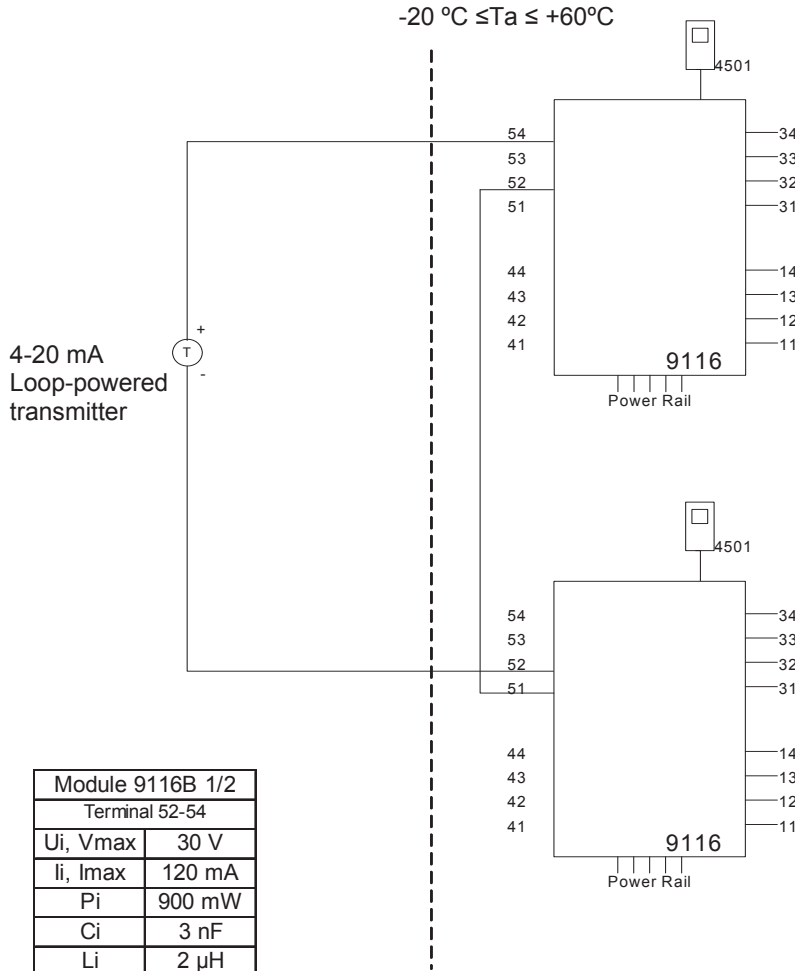 -20 ºC ≤Ta ≤ +60ºC
4501
54
53
52
51
44
43
42
41
34
33
32
31
14
13
12
11
9116
Power Rail
4-20 mA
Loop-powered
transmitter
+
T
-
4501
54
53
52
51
44
43
42
41
34
33
32
31
14
13
12
11
9116
Power Rail
Module 9116B 1/2
Terminal 52-54
Ui, Vmax 30 V
Ii, Imax 120 mA
Pi 900 mW
Ci 3 nF
Li 2 µH